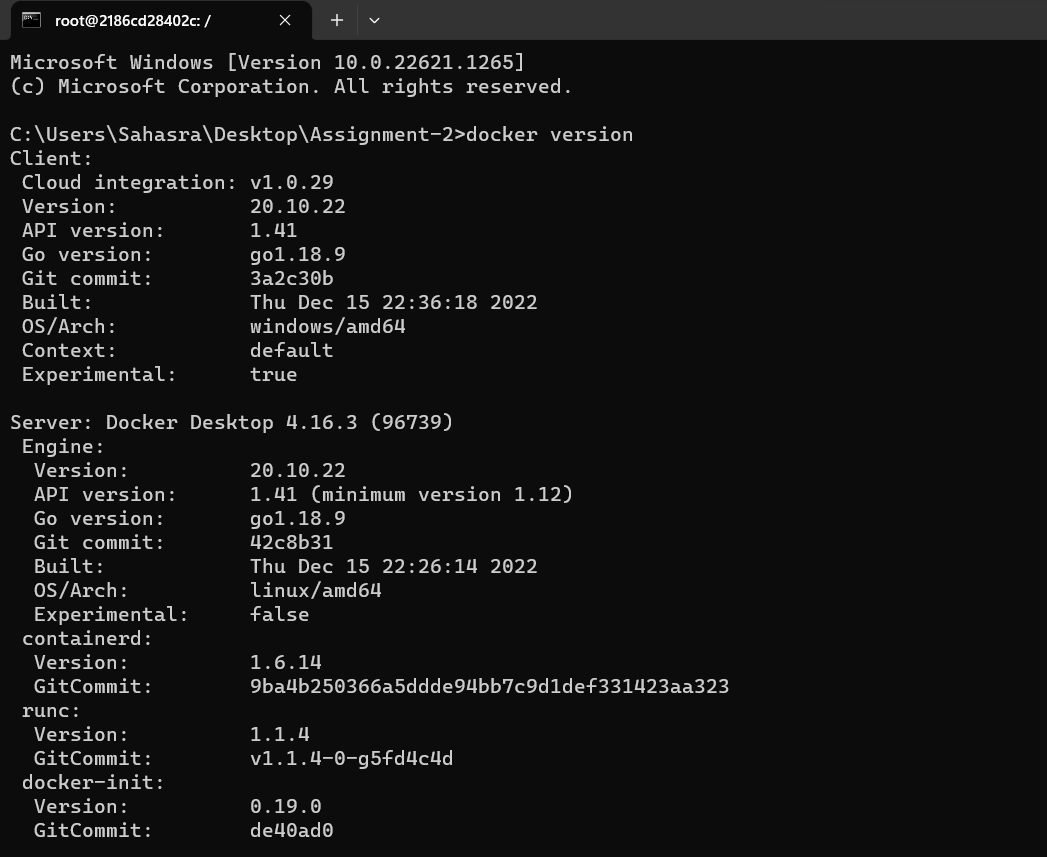 root@2186cd28402c: /
Microsoft Windows [Version 10.0.22621.1265]
(c) Microsoft Corporation. All rights reserved.
C:\Users\Sahasra\Desktop\Assignment-2>docker version
Client:
 Cloud integration: v1.0.29
 Version:           20.10.22
 API version:       1.41
 Go version:        go1.18.9
 Git commit:        3a2c30b
 Built:             Thu Dec 15 22:36:18 2022
 OS/Arch:           windows/amd64
 Context:           default
 Experimental:      true
Server: Docker Desktop 4.16.3 (96739)
 Engine:
  Version:          20.10.22
  API version:      1.41 (minimum version 1.12)
  Go version:       go1.18.9
  Git commit:       42c8b31
  Built:            Thu Dec 15 22:26:14 2022
  OS/Arch:          linux/amd64
  Experimental:     false
 containerd:
  Version:          1.6.14
  GitCommit:        9ba4b250366a5ddde94bb7c9d1def331423aa323
 runc:
  Version:          1.1.4
  GitCommit:        v1.1.4-0-g5fd4c4d
 docker-init:
  Version:          0.19.0
  GitCommit:        de40ad0